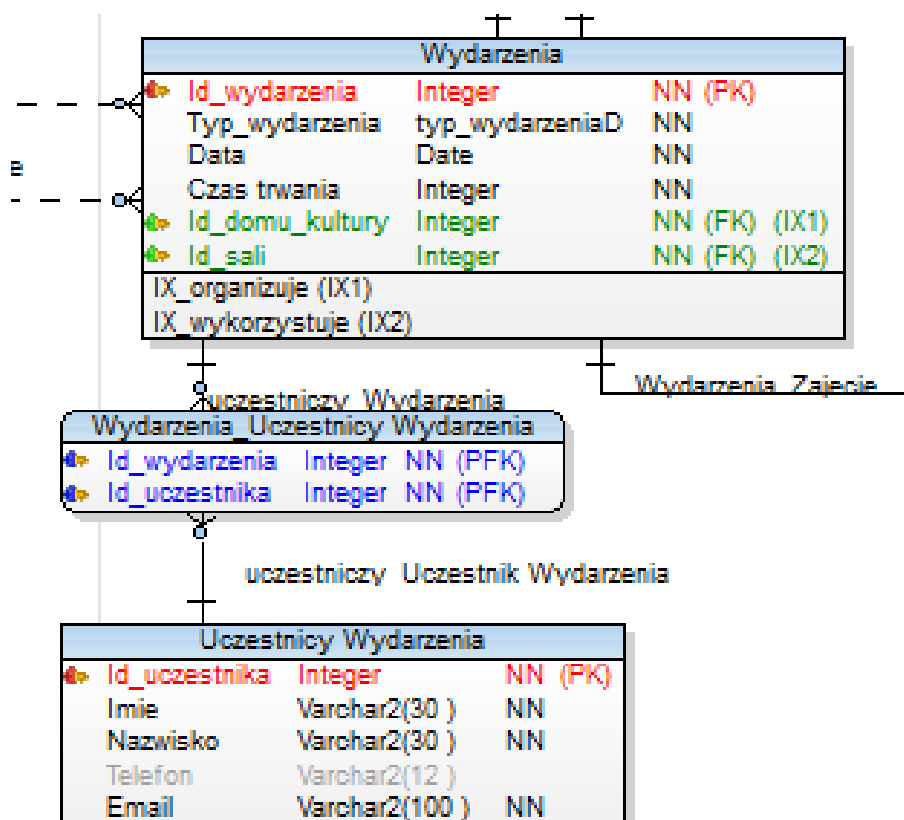 Wydarzenia
Id_wydarzenia Integer NN (PK)
Typ_wydarzenia typ_wydarzeniaD NN
Data Date NN
e
Czas trwania Integer NN
Id_domu_kultury Integer NN (FK) (IX1)
Id_sali Integer NN (FK) (IX2)
IX_organizuje (IX1)
IX_wykorzystuje (IX2)
Wydarzenia_Zajecie
uczestniczy_Wydarzenia
Wydarzenia_Uczestnicy Wydarzenia
Id_wydarzenia Integer NN (PFK)
Id_uczestnika Integer NN (PFK)
uczestniczy_Uczestnik Wydarzenia
Uczestnicy Wydarzenia
Id_uczestnika Integer NN (PK)
Imie Varchar2(30 ) NN
Nazwisko Varchar2(30 ) NN
Telefon Varchar2(12 )
Email Varchar2(100 ) NN